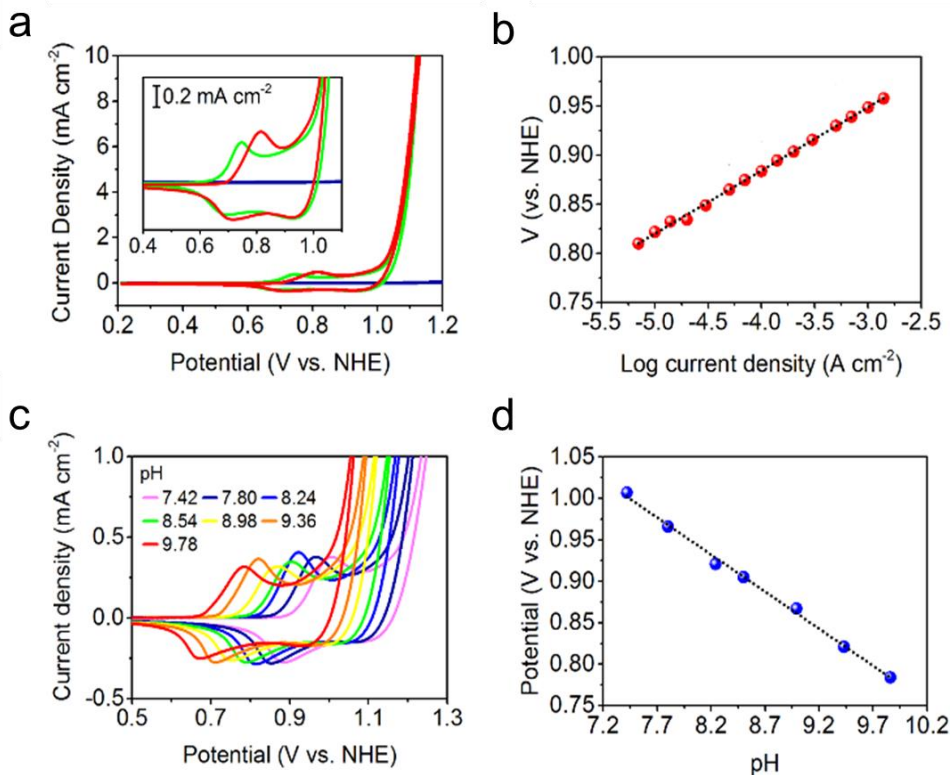 a
Current Density (mA cm⁻²)
10
8
6
4
2
0
0.2 mA cm⁻²
0.4 0.6 0.8 1.0
0.2 0.4 0.6 0.8 1.0 1.2
Potential (V vs. NHE)
b
V (vs. NHE)
1.00
0.95
0.90
0.85
0.80
0.75
-5.5 -5.0 -4.5 -4.0 -3.5 -3.0 -2.5
Log current density (A cm⁻²)
c
Current density (mA cm⁻²)
1.0
0.5
0.0
-0.5
pH
7.42 7.80 8.24
8.54 8.98 9.36
9.78
0.5 0.7 0.9 1.1 1.3
Potential (V vs. NHE)
d
Potential (V vs. NHE)
1.05
1.00
0.95
0.90
0.85
0.80
0.75
7.2 7.7 8.2 8.7 9.2 9.7 10.2
pH